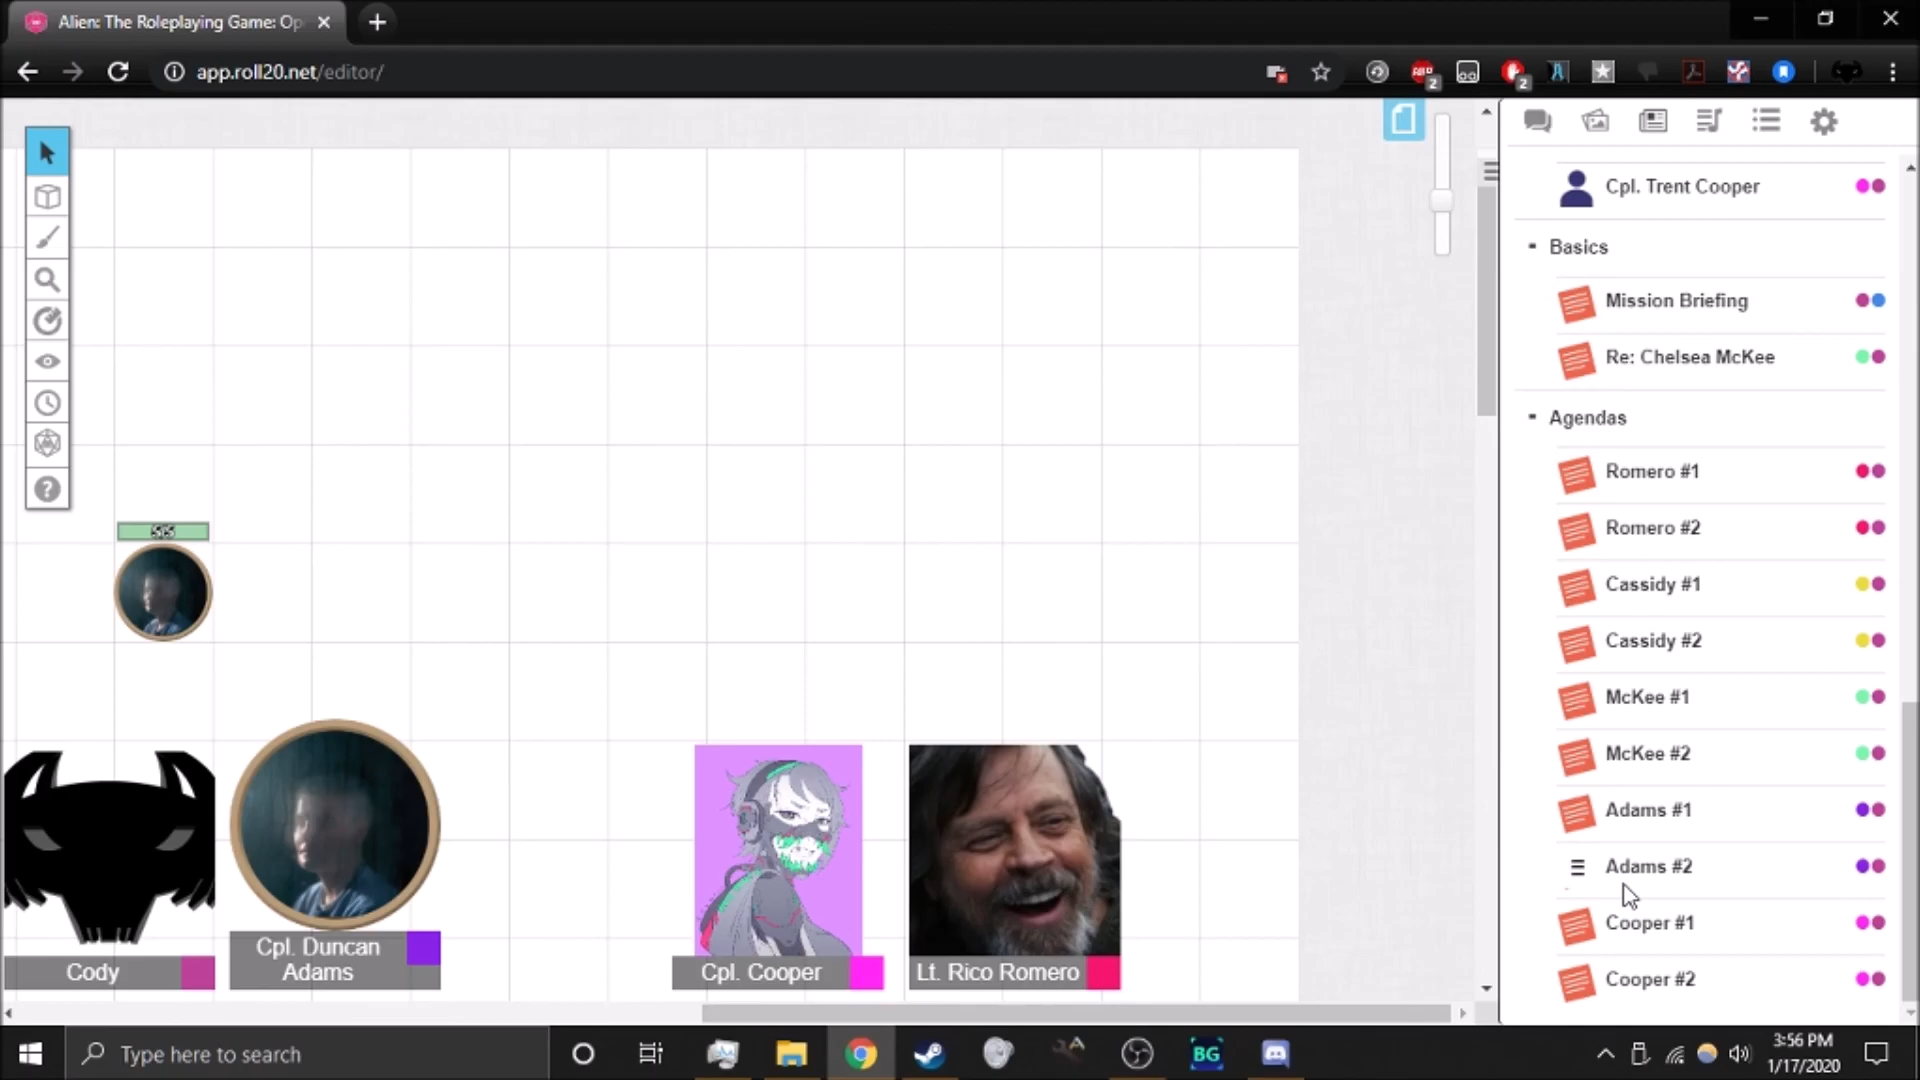 Alien: The Roleplaying Game: Op
app.roll20.net/editor/
2
2
Cpl. Trent Cooper
Basics
Mission Briefing
Re: Chelsea McKee
Agendas
Romero #1
Romero #2
Cassidy #1
Cassidy #2
McKee #1
McKee #2
Adams #1
Adams #2
Cooper #1
Cooper #2
Cody
Cpl. Duncan
Adams
Cpl. Cooper
Lt. Rico Romero
Type here to search
BG
3:56 PM
1/17/2020